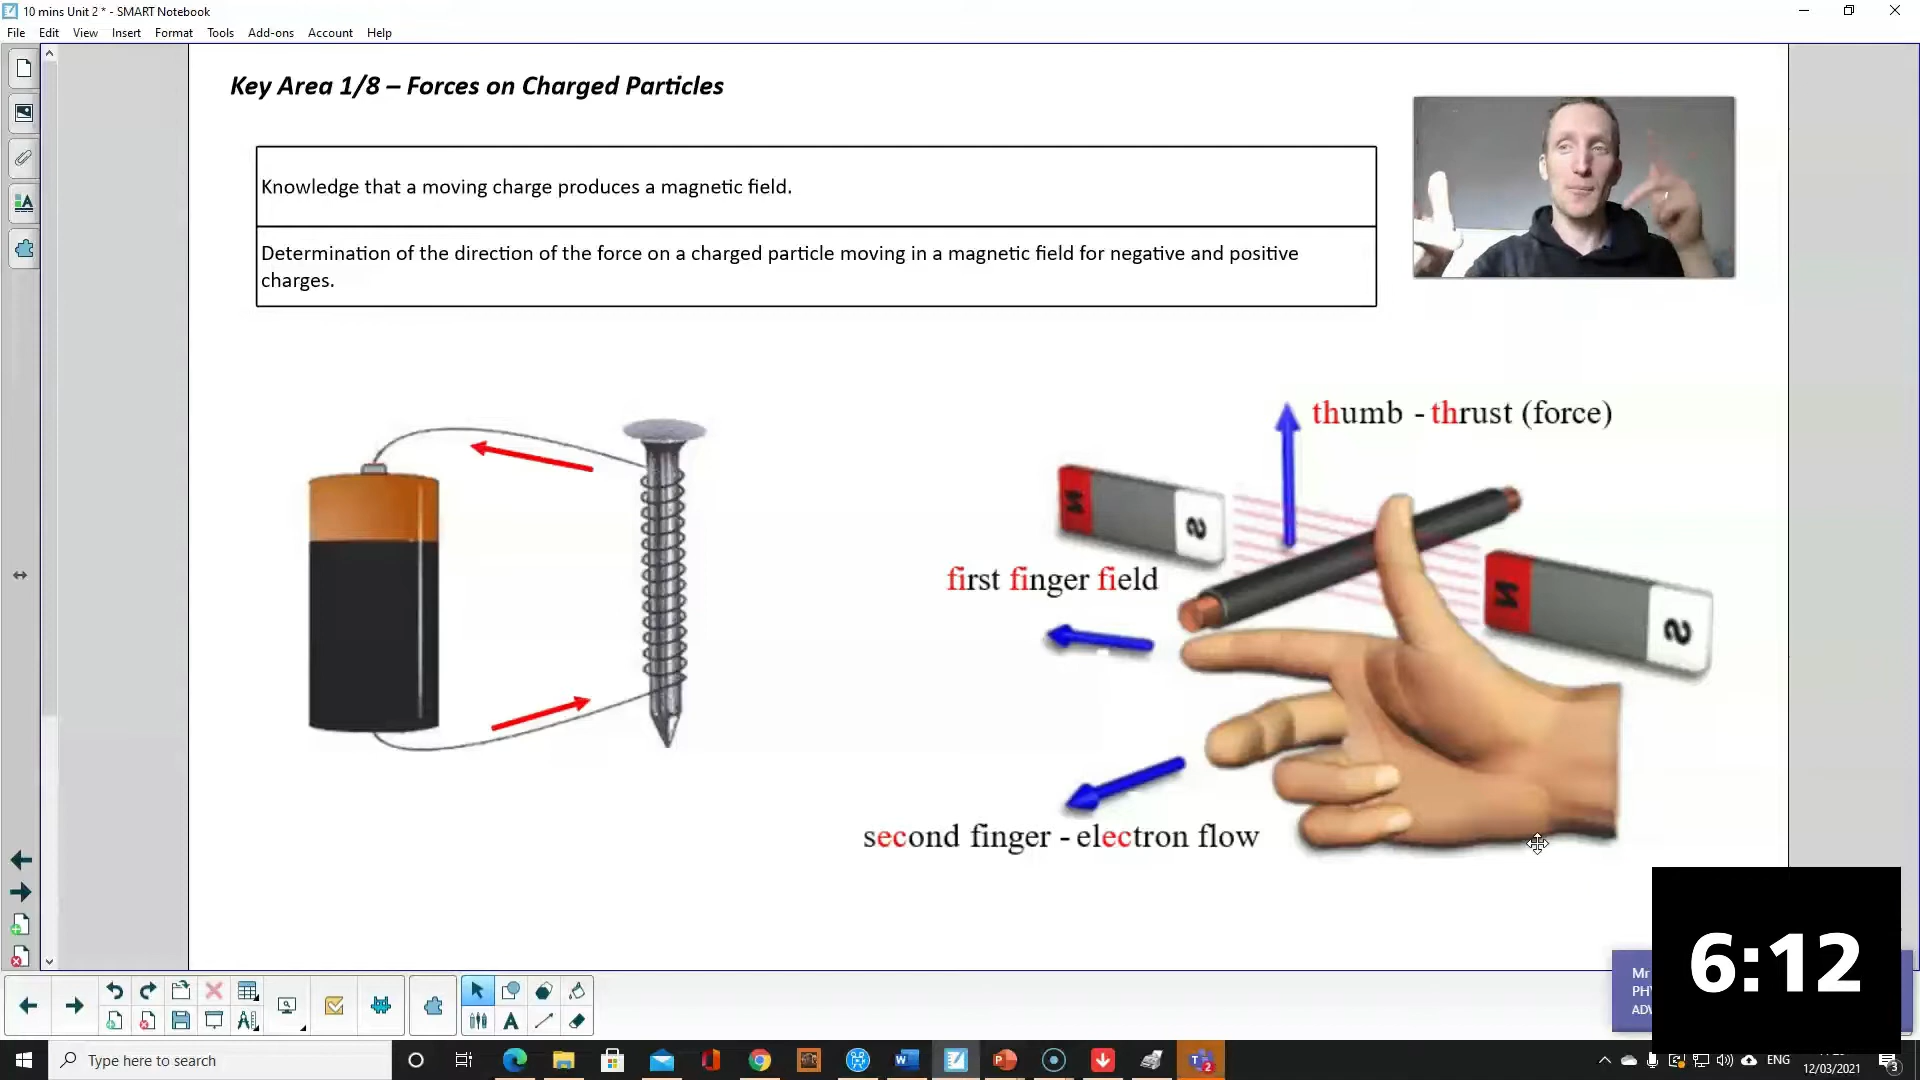 10 mins Unit 2 * - SMART Notebook
File Edit View Insert Format Tools Add-ons Account Help
Key Area 1/8 – Forces on Charged Particles
Knowledge that a moving charge produces a magnetic field.
Determination of the direction of the force on a charged particle moving in a magnetic field for negative and positive
charges.
thumb - thrust (force)
N S
first finger field
N S
second finger - electron flow
6:12
Mr
Type here to search
ENG
12/03/2021
3
2